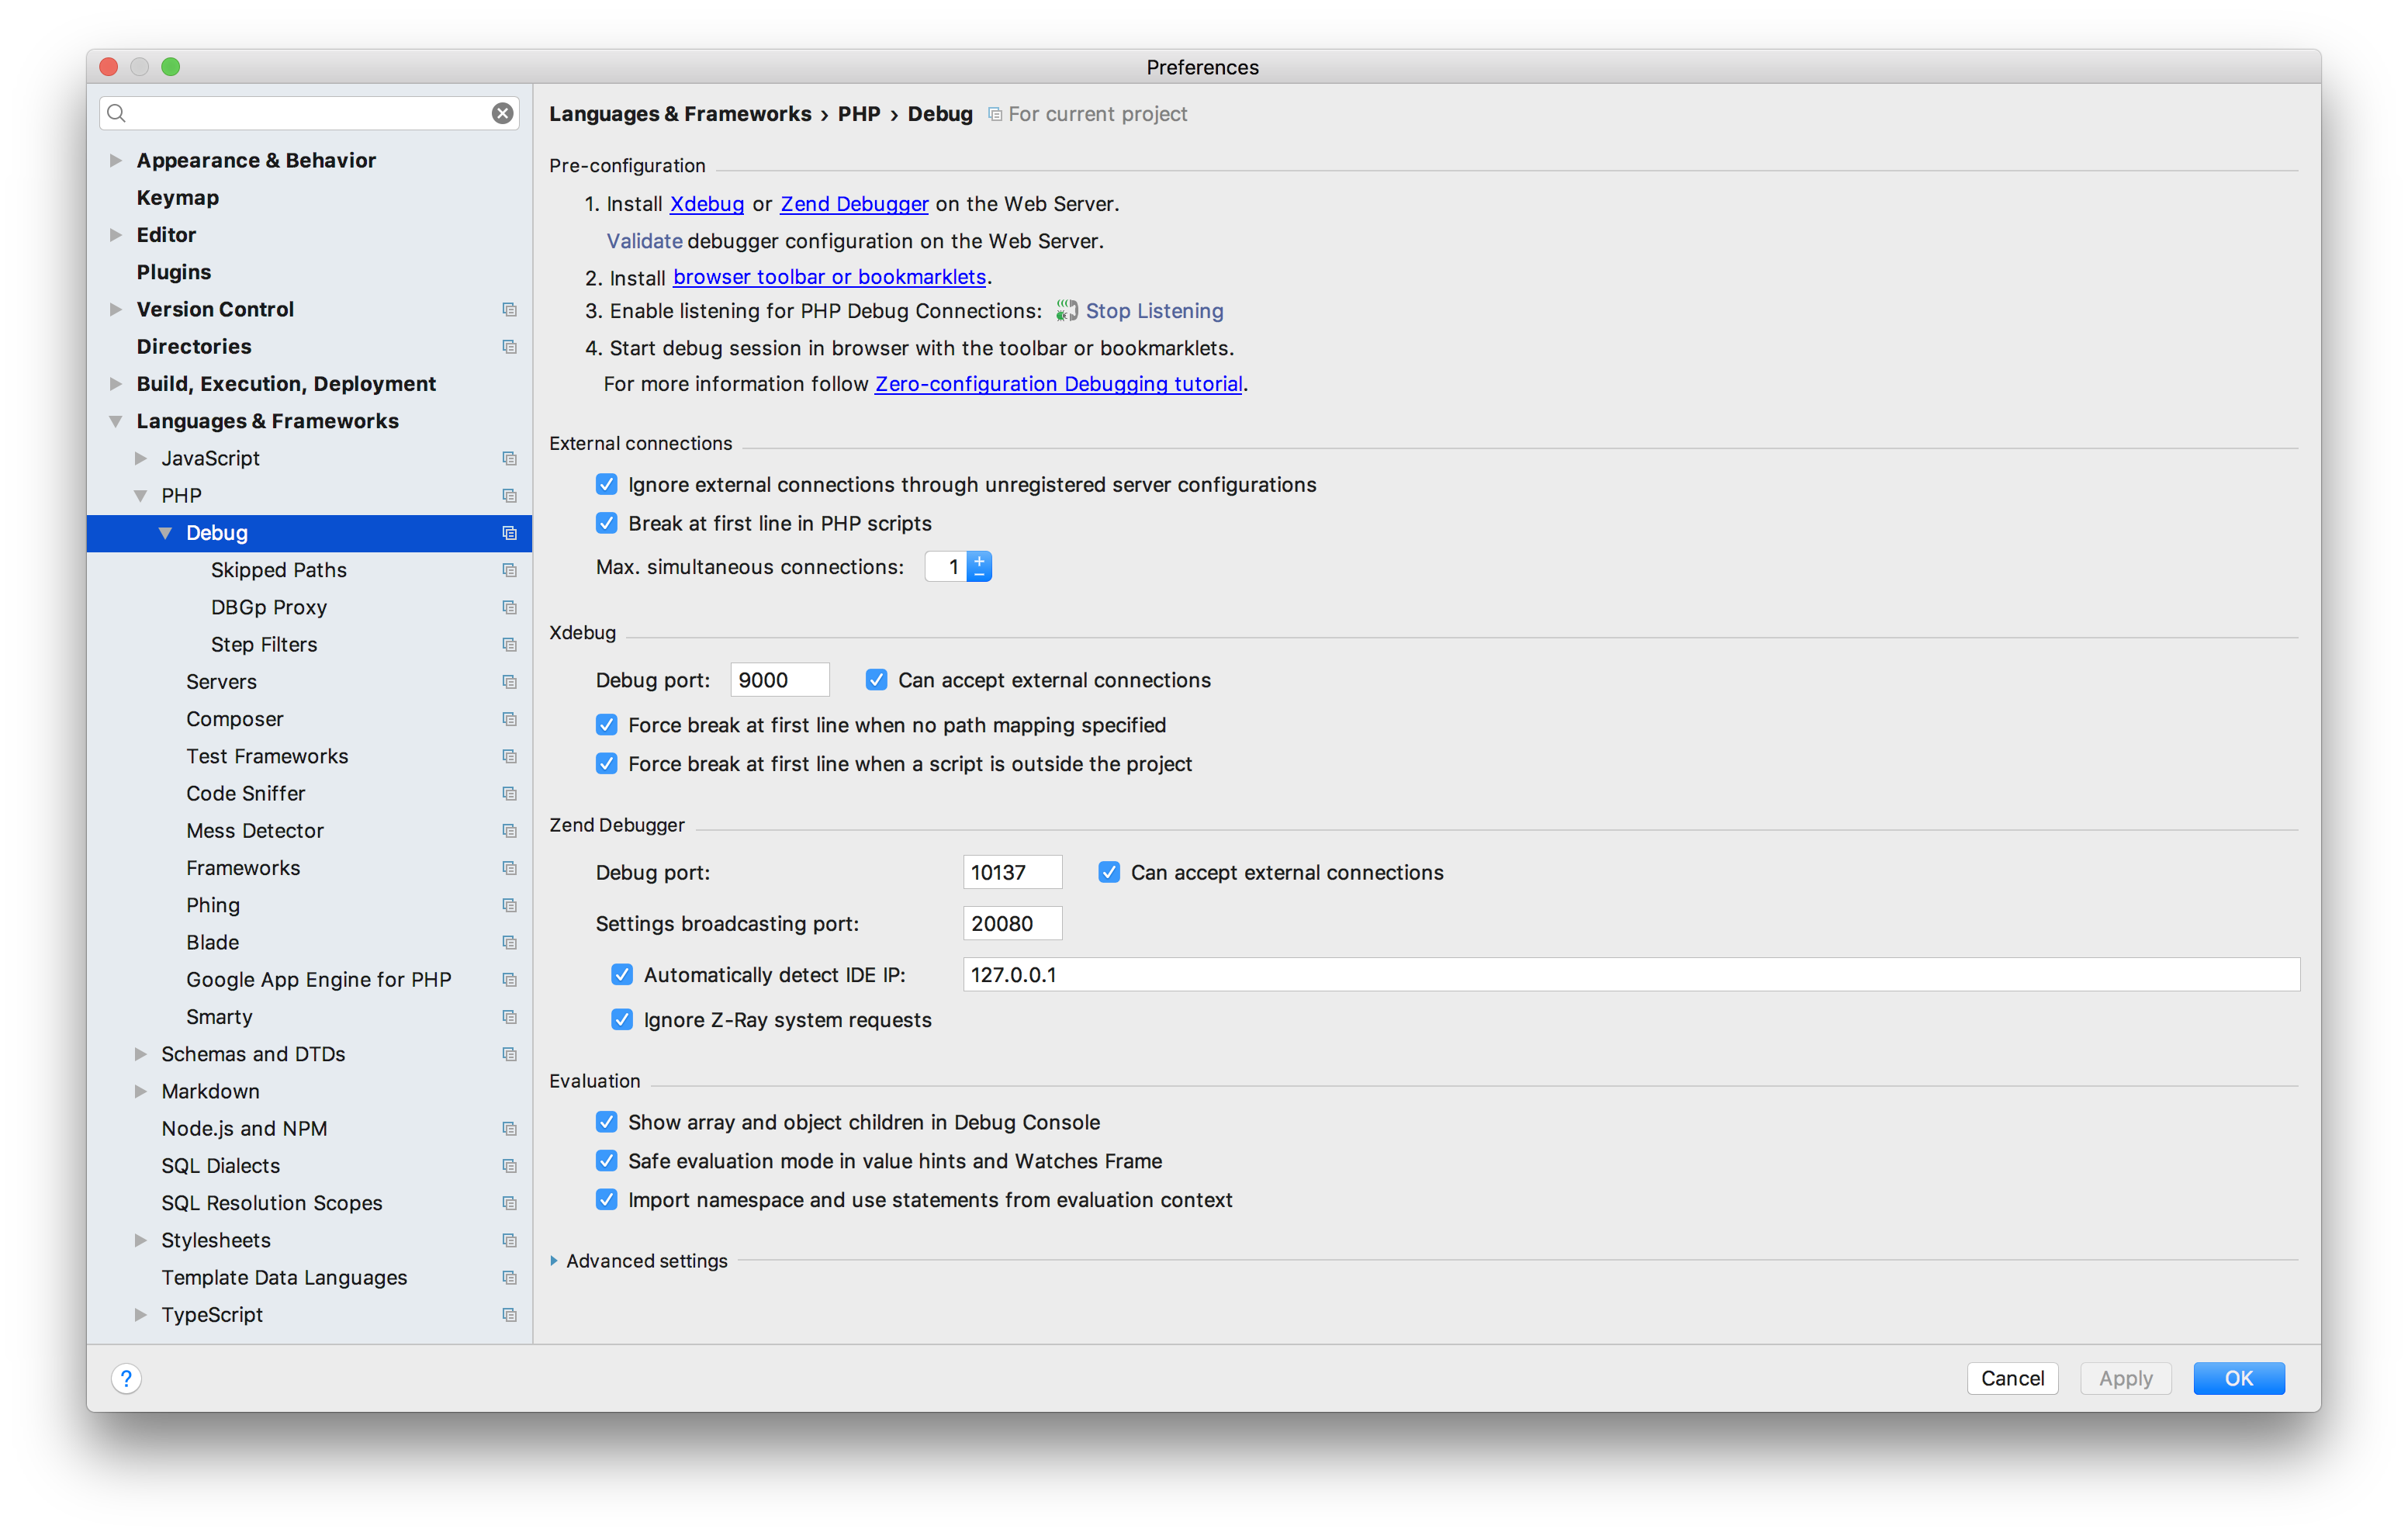 Preferences
Appearance & Behavior
Keymap
Editor
Plugins
Version Control
Directories
Build, Execution, Deployment
Languages & Frameworks
JavaScript
PHP
Debug
Skipped Paths
DBGp Proxy
Step Filters
Servers
Composer
Test Frameworks
Code Sniffer
Mess Detector
Frameworks
Phing
Blade
Google App Engine for PHP
Smarty
Schemas and DTDs
Markdown
Node.js and NPM
SQL Dialects
SQL Resolution Scopes
Stylesheets
Template Data Languages
TypeScript
Languages & Frameworks › PHP › Debug For current project
Pre-configuration
1. Install Xdebug or Zend Debugger on the Web Server.
Validate debugger configuration on the Web Server.
2. Install browser toolbar or bookmarklets.
3. Enable listening for PHP Debug Connections: Stop Listening
4. Start debug session in browser with the toolbar or bookmarklets.
For more information follow Zero-configuration Debugging tutorial.
External connections
Ignore external connections through unregistered server configurations
Break at first line in PHP scripts
Max. simultaneous connections: 1
Xdebug
Debug port: 9000 Can accept external connections
Force break at first line when no path mapping specified
Force break at first line when a script is outside the project
Zend Debugger
Debug port: 10137 Can accept external connections
Settings broadcasting port: 20080
Automatically detect IDE IP: 127.0.0.1
Ignore Z-Ray system requests
Evaluation
Show array and object children in Debug Console
Safe evaluation mode in value hints and Watches Frame
Import namespace and use statements from evaluation context
Advanced settings
? Cancel Apply OK